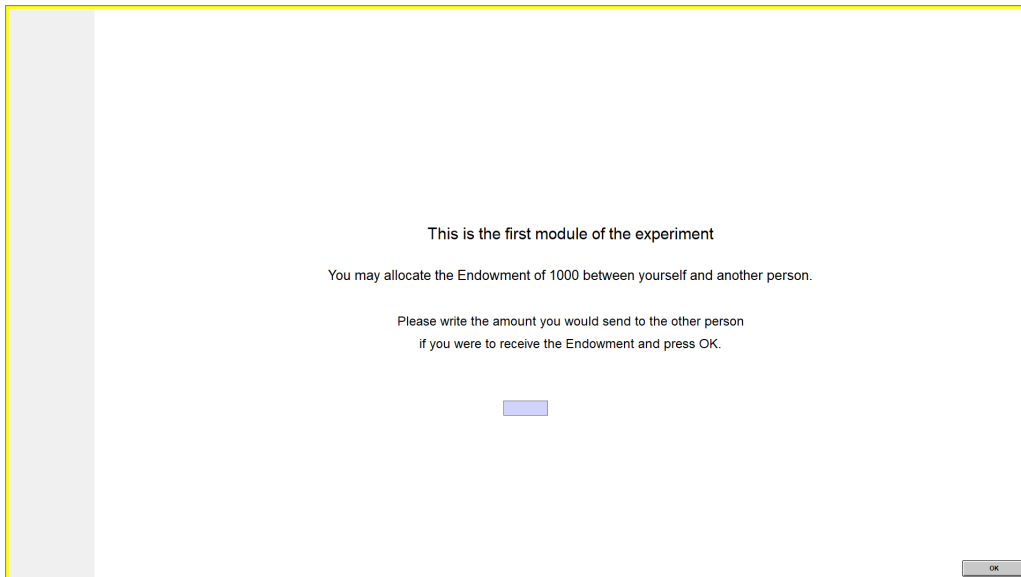 This is the first module of the experiment
You may allocate the Endowment of 1000 between yourself and another person.
Please write the amount you would send to the other person
if you were to receive the Endowment and press OK.
OK